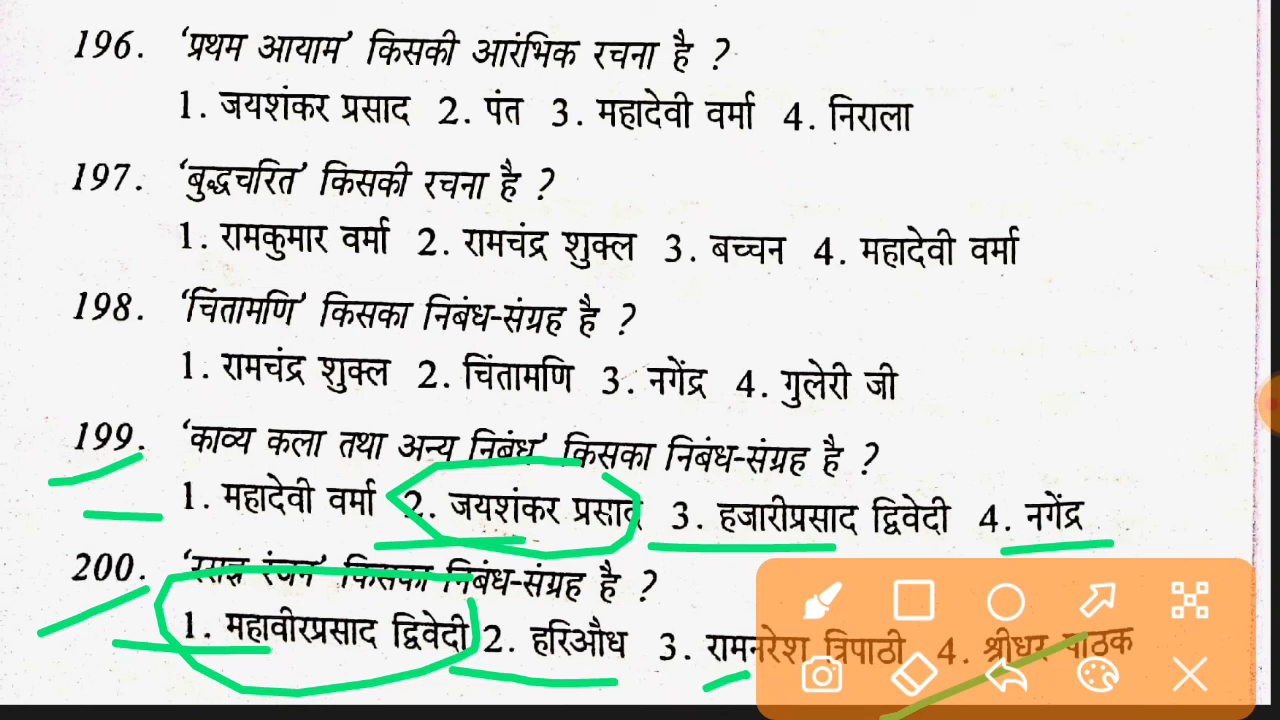 196. 'प्रथम आयाम' किसकी आरंभिक रचना है ?
1. जयशंकर प्रसाद 2. पंत 3. महादेवी वर्मा 4. निराला
197. 'बुद्धचरित' किसकी रचना है ?
1. रामकुमार वर्मा 2. रामचंद्र शुक्ल 3. बच्चन 4. महादेवी वर्मा
198. 'चिंतामणि' किसका निबंध-संग्रह है ?
1. रामचंद्र शुक्ल 2. चिंतामणि 3. नगेंद्र 4. गुलेरी जी
199. 'काव्य कला तथा अन्य निबंध' किसका निबंध-संग्रह है ?
1. महादेवी वर्मा 2. जयशंकर प्रसाद 3. हजारीप्रसाद द्विवेदी 4. नगेंद्र
200. 'रसज्ञ रंजन' किसका निबंध-संग्रह है ?
1. महावीरप्रसाद द्विवेदी 2. हरिऔध 3. रामनरेश त्रिपाठी 4. श्रीधर पाठक